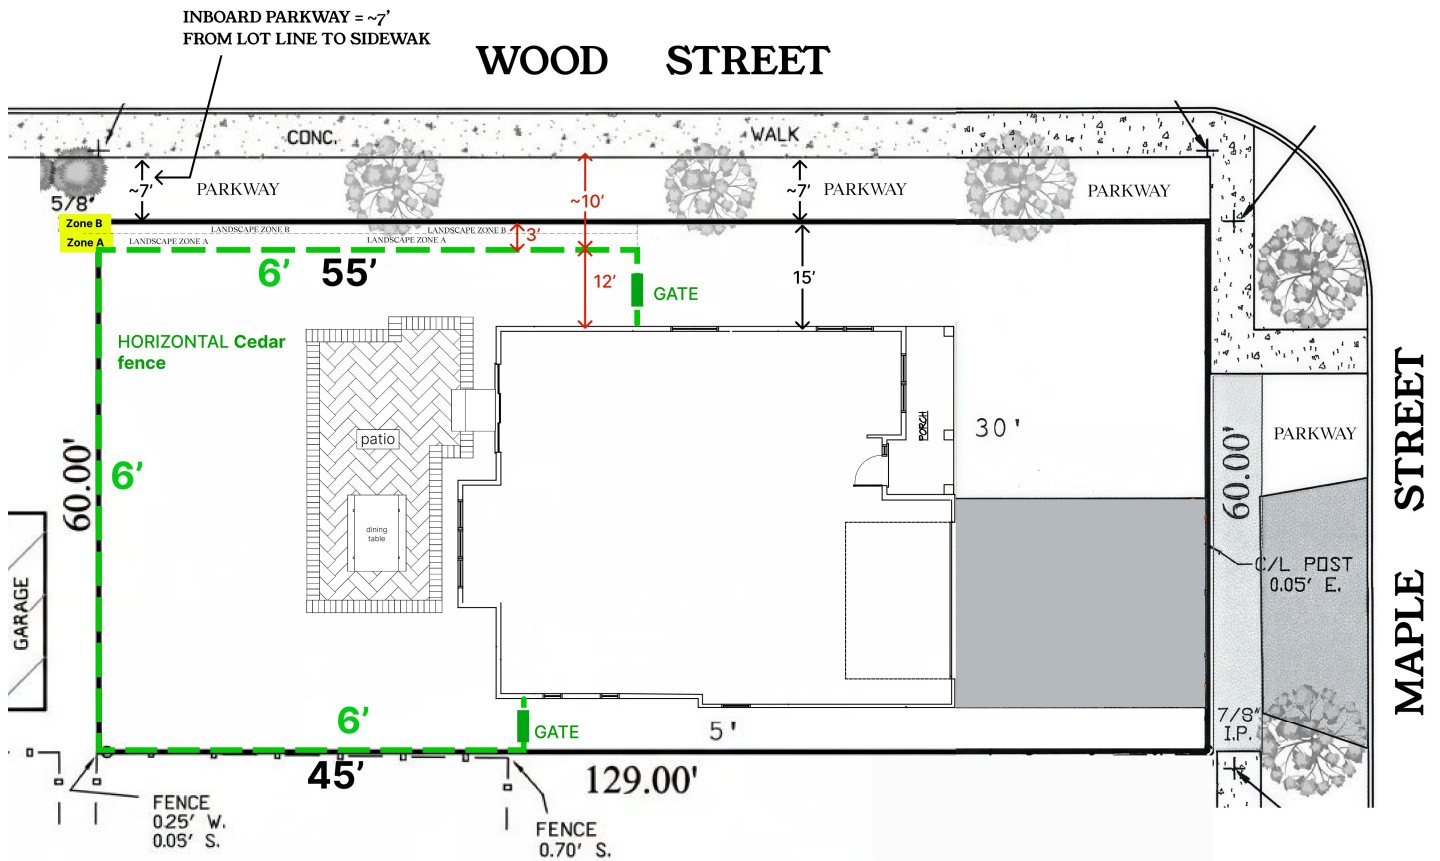 INBOARD PARKWAY = ~7'
FROM LOT LINE TO SIDEWAK
WOOD STREET
CONC.
WALK
~7'
PARKWAY
~10'
~7'
PARKWAY
PARKWAY
5/8"
Zone B
Zone A
LANDSCAPE ZONE B
LANDSCAPE ZONE B
LANDSCAPE ZONE A
LANDSCAPE ZONE A
3'
6'
55'
12'
15'
GATE
HORIZONTAL Cedar
fence
60.00'
6'
patio
dining
table
PORCH
30'
60.00'
PARKWAY
MAPLE STREET
GARAGE
C/L POST
0.05' E.
7/8"
I.P.
6'
GATE
5'
45'
129.00'
FENCE
0.25' W.
0.05' S.
FENCE
0.70' S.